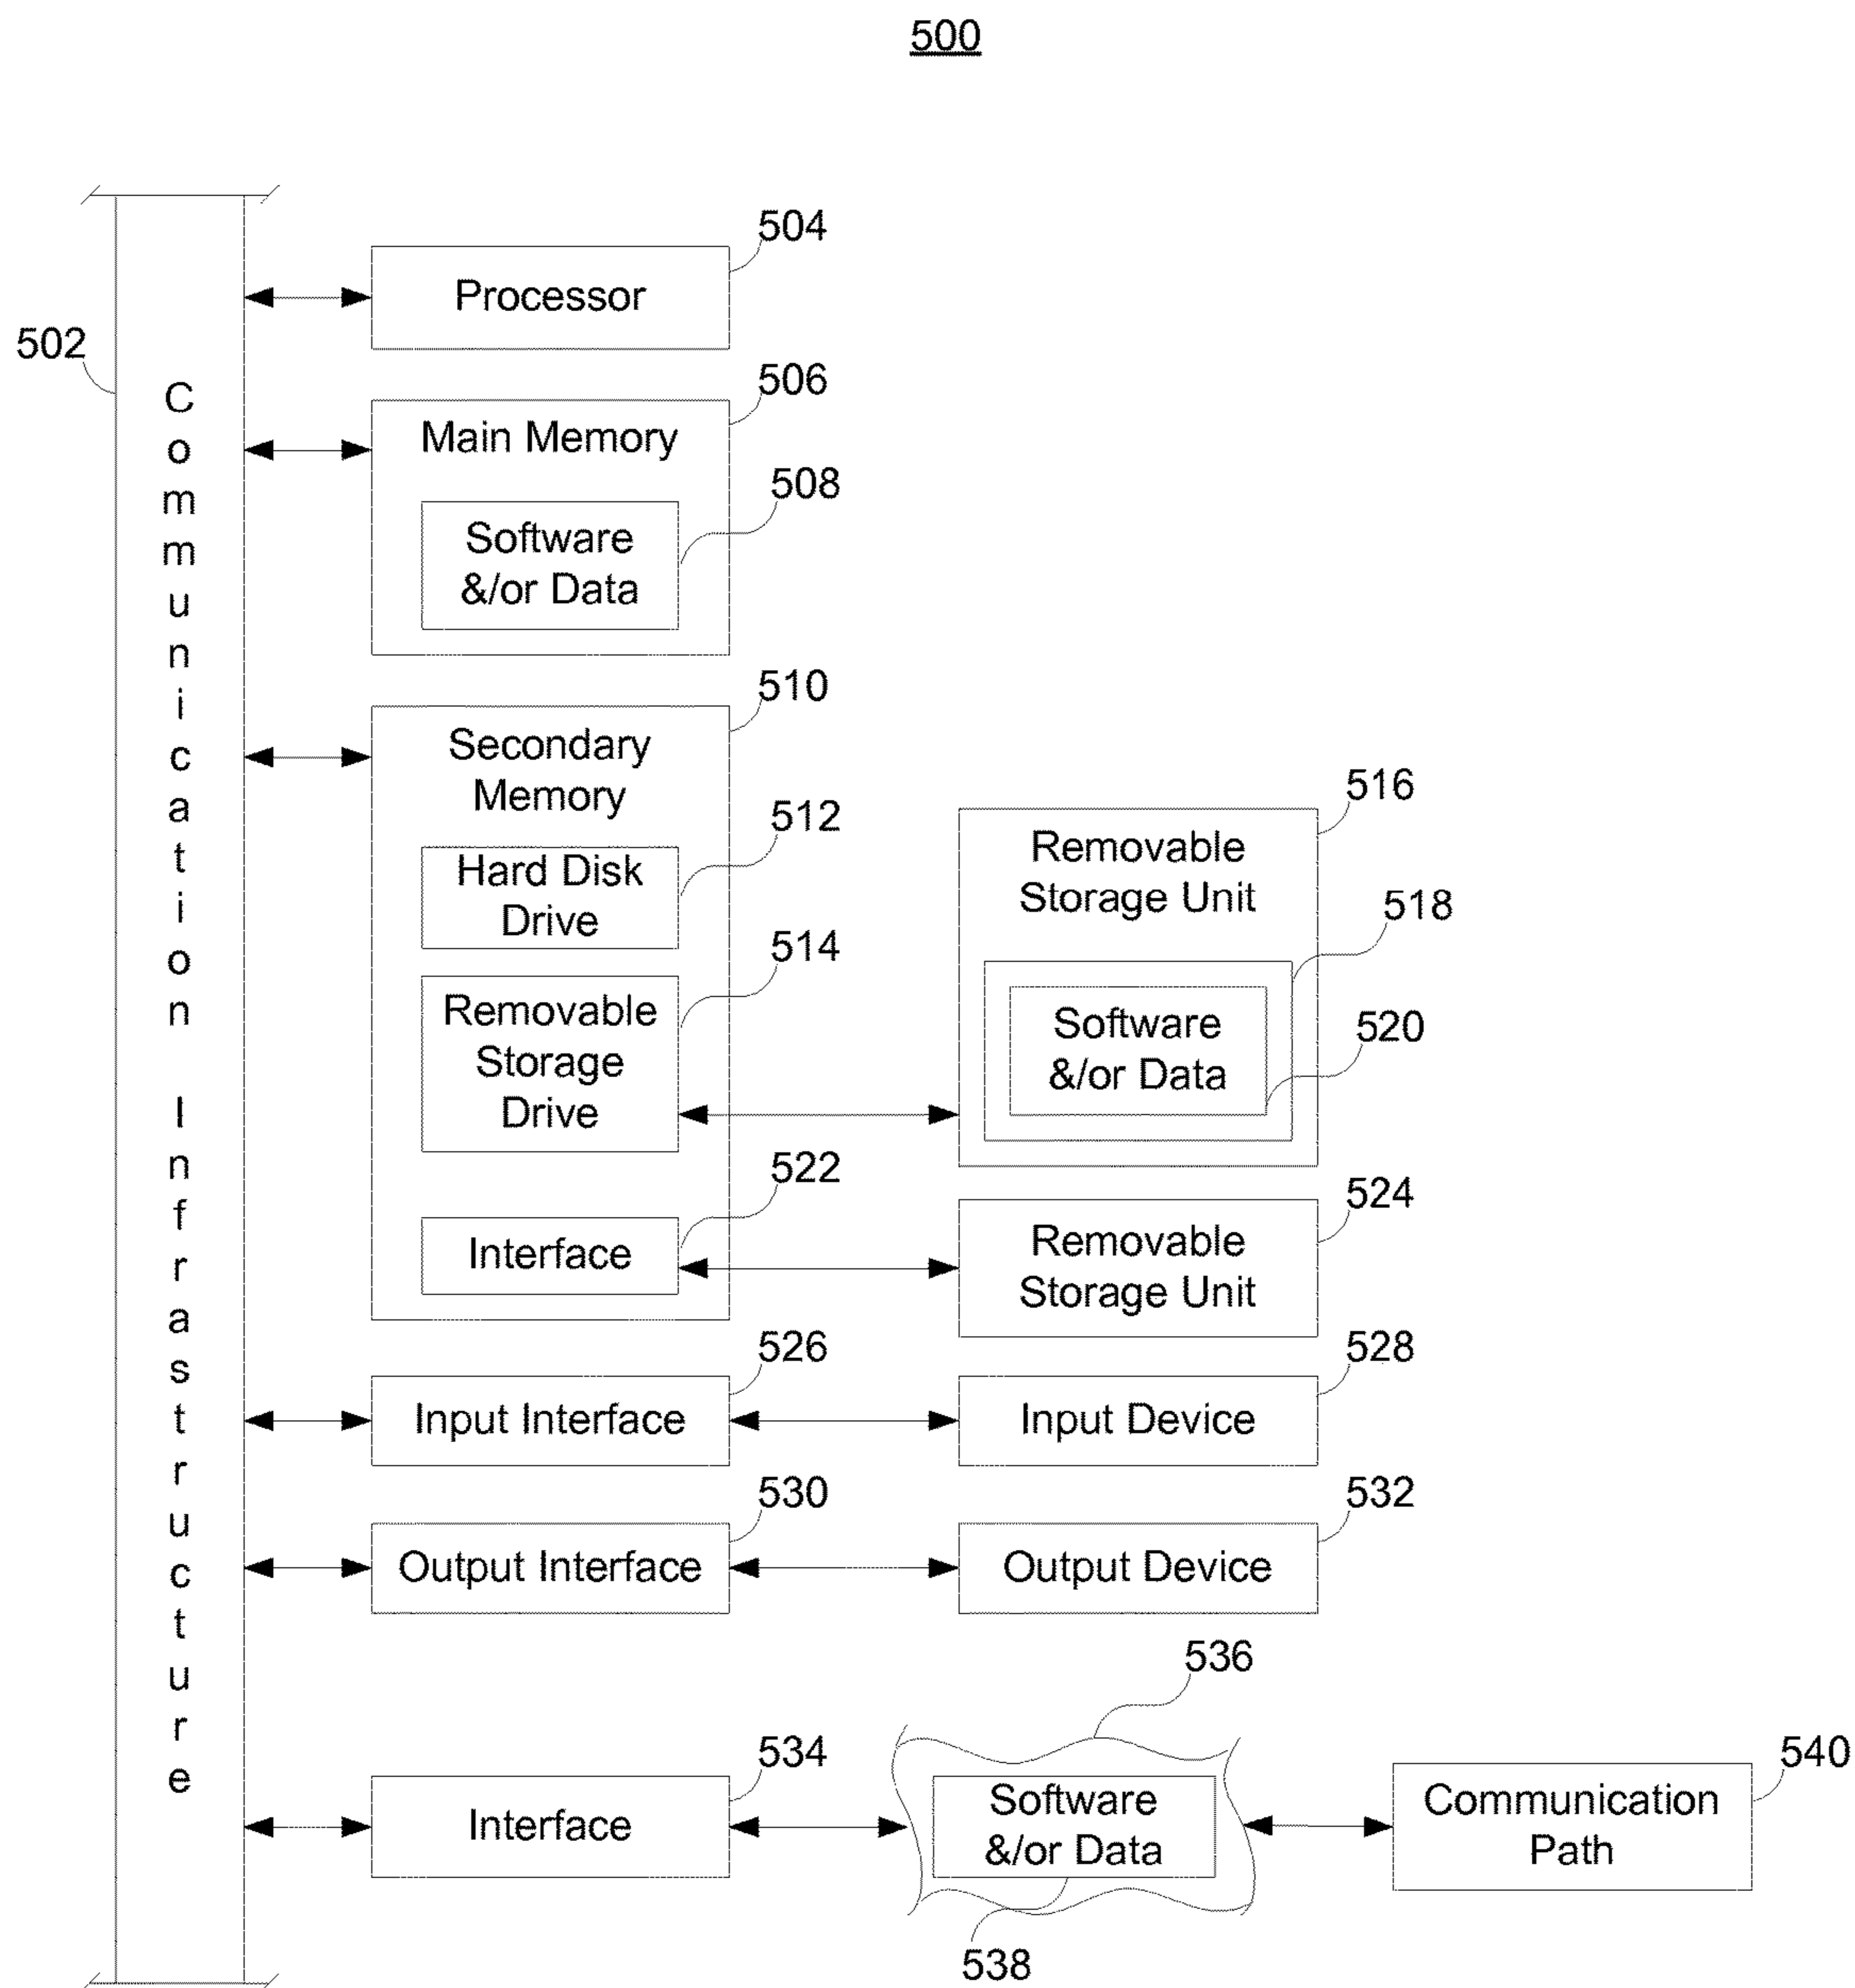 500
502
Communication Infrastructure
504
Processor
506
Main Memory
508
Software
&/or Data
510
Secondary
Memory
512
Hard Disk
Drive
514
Removable
Storage
Drive
516
Removable
Storage Unit
518
Software
&/or Data
520
522
Interface
524
Removable
Storage Unit
526
Input Interface
528
Input Device
530
Output Interface
532
Output Device
534
Interface
536
Software
&/or Data
538
540
Communication
Path